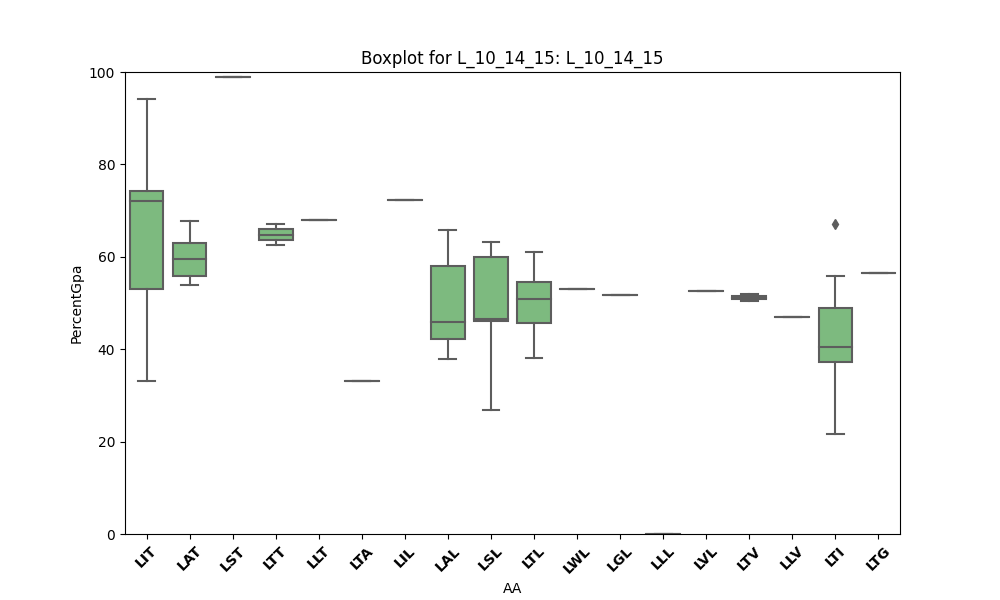 Boxplot for L_10_14_15: L_10_14_15
100
80
60
40
20
0
PercentGpa
LIT LAT LST LTT LLT LTA LIL LAL LSL LTL LWL LGL LLL LVL LTV LLV LTI LTG
AA